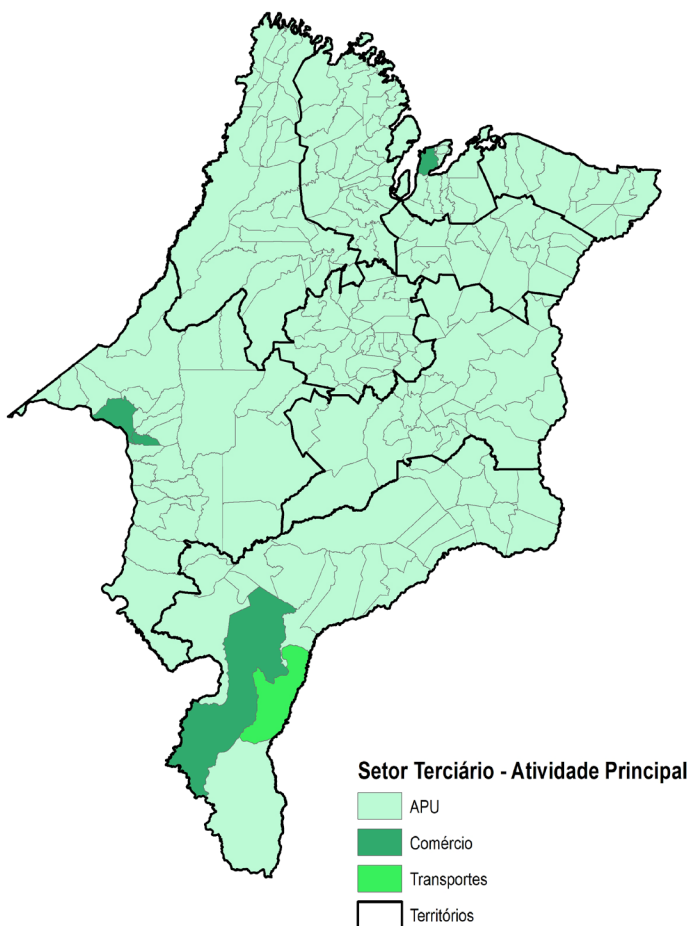 Setor Terciário - Atividade Principal
APU
Comércio
Transportes
Territórios